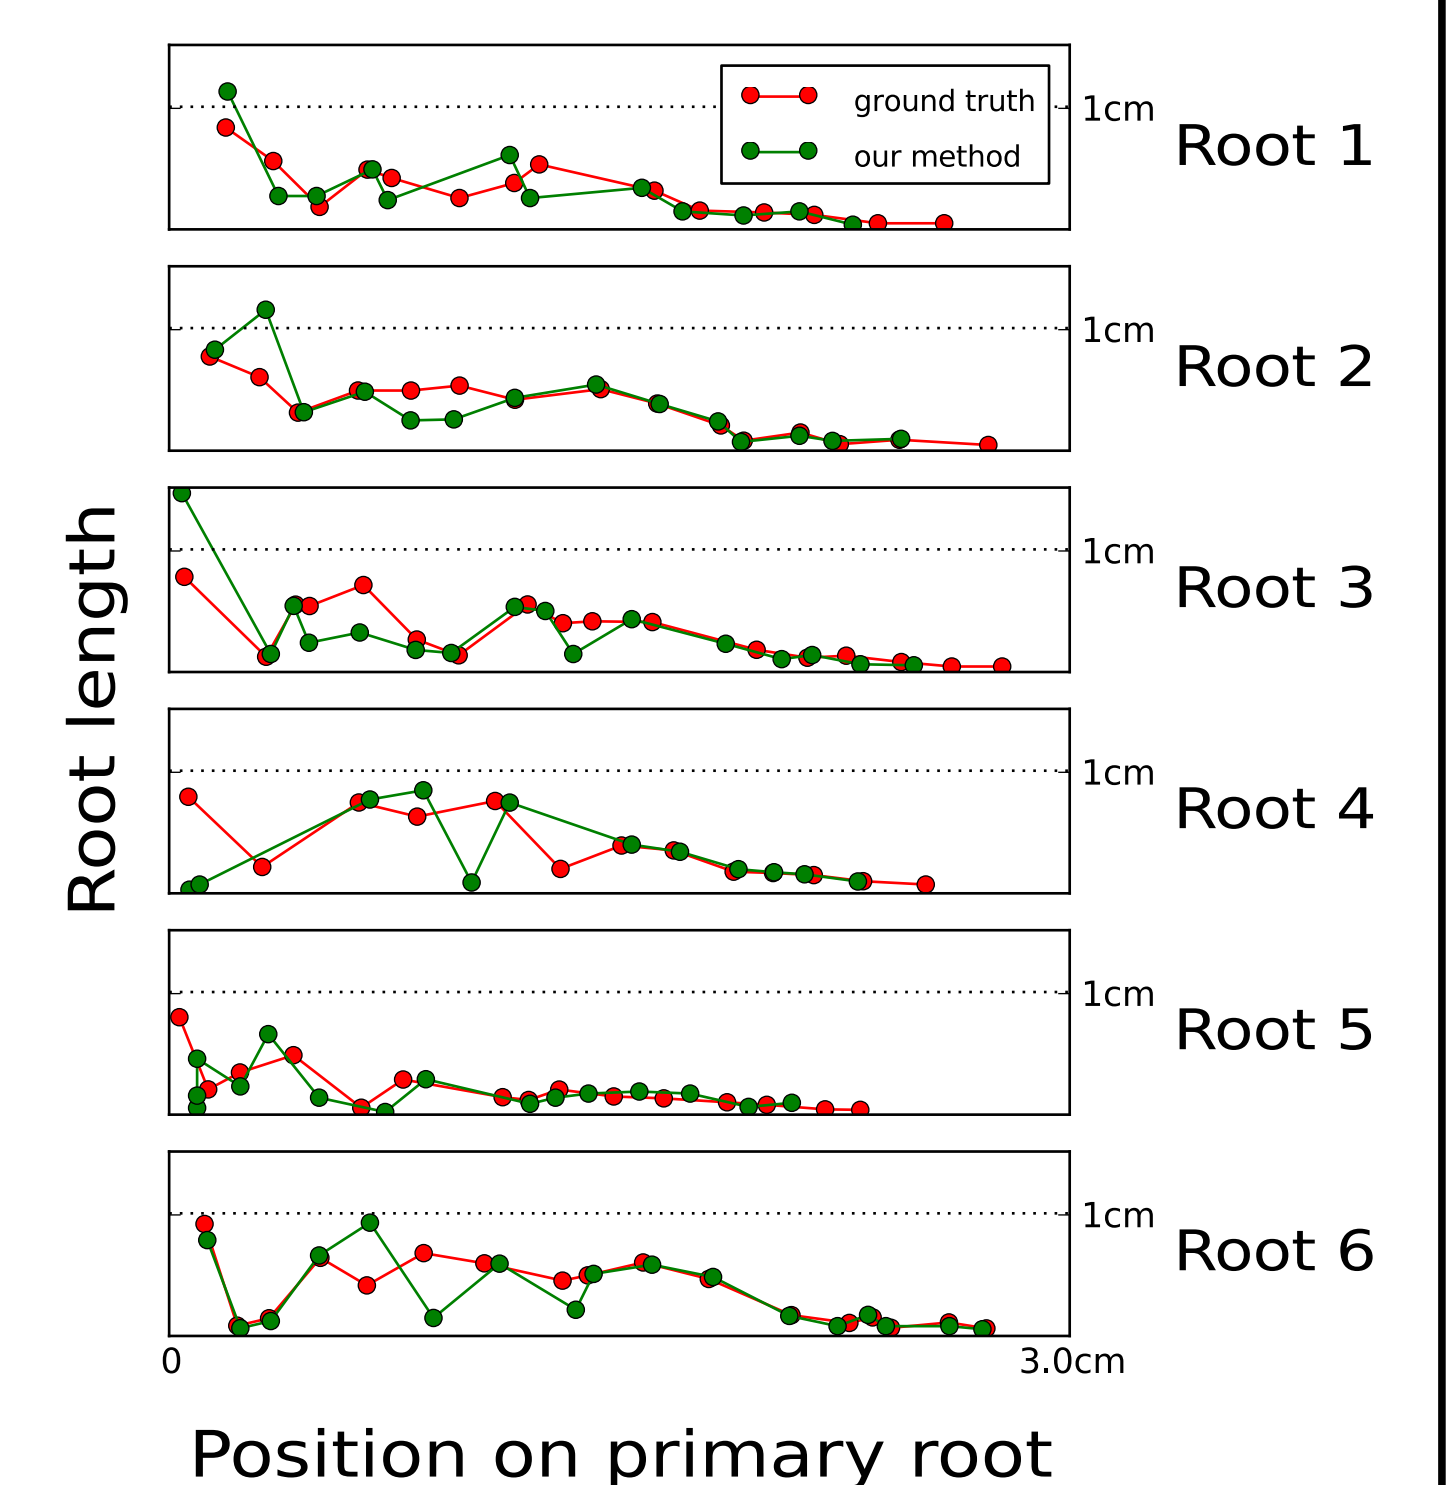 ground truth
our method
1cm
Root 1
1cm
Root 2
1cm
Root 3
1cm
Root 4
1cm
Root 5
1cm
Root 6
Root length
0
3.0cm
Position on primary root